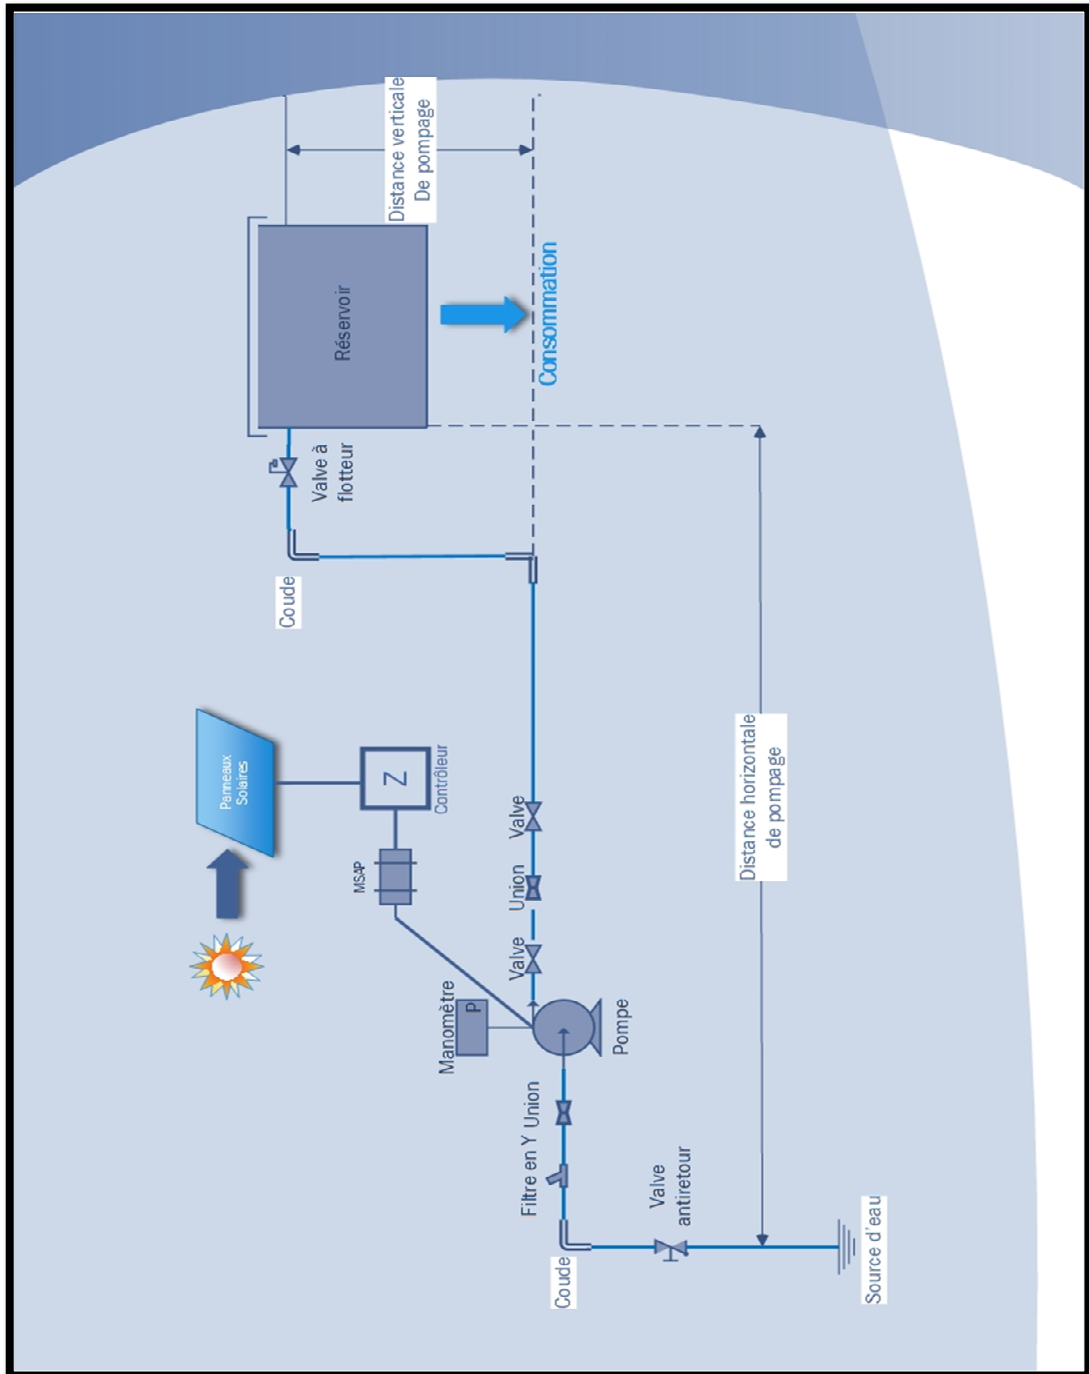 Distance verticale
De pompage
Réservoir
Consommation
Valve à
flotteur
Coude
Panneaux
Solaires
Z
Contrôleur
MSAP
Valve
Union
Valve
Distance horizontale
de pompage
Manomètre
P
Pompe
Filtre en Y Union
Valve
antiretour
Coude
Source d'eau